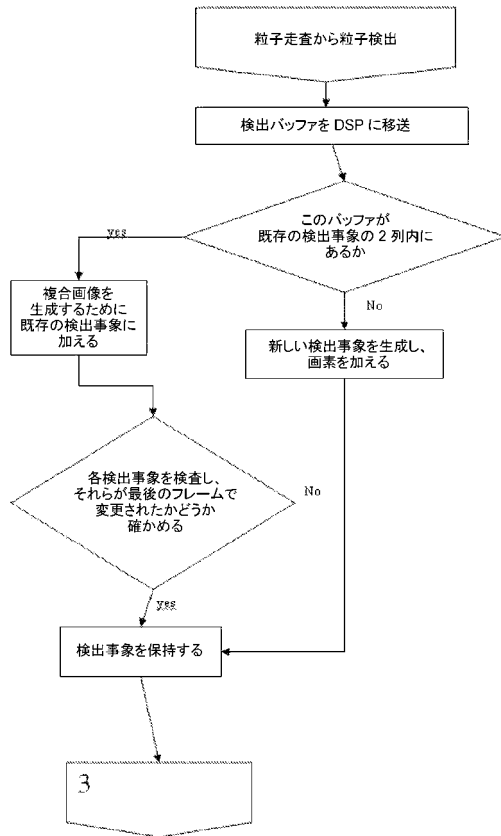 粒子走査から粒子検出
検出バッファを DSP に移送
このバッファが
既存の検出事象の 2 列内に
あるか
yes
No
複合画像を
生成するために
既存の検出事象に
加える
新しい検出事象を生成し、
画素を加える
各検出事象を検査し、
それらが最後のフレームで
変更されたかどうか
確かめる
No
yes
検出事象を保持する
3